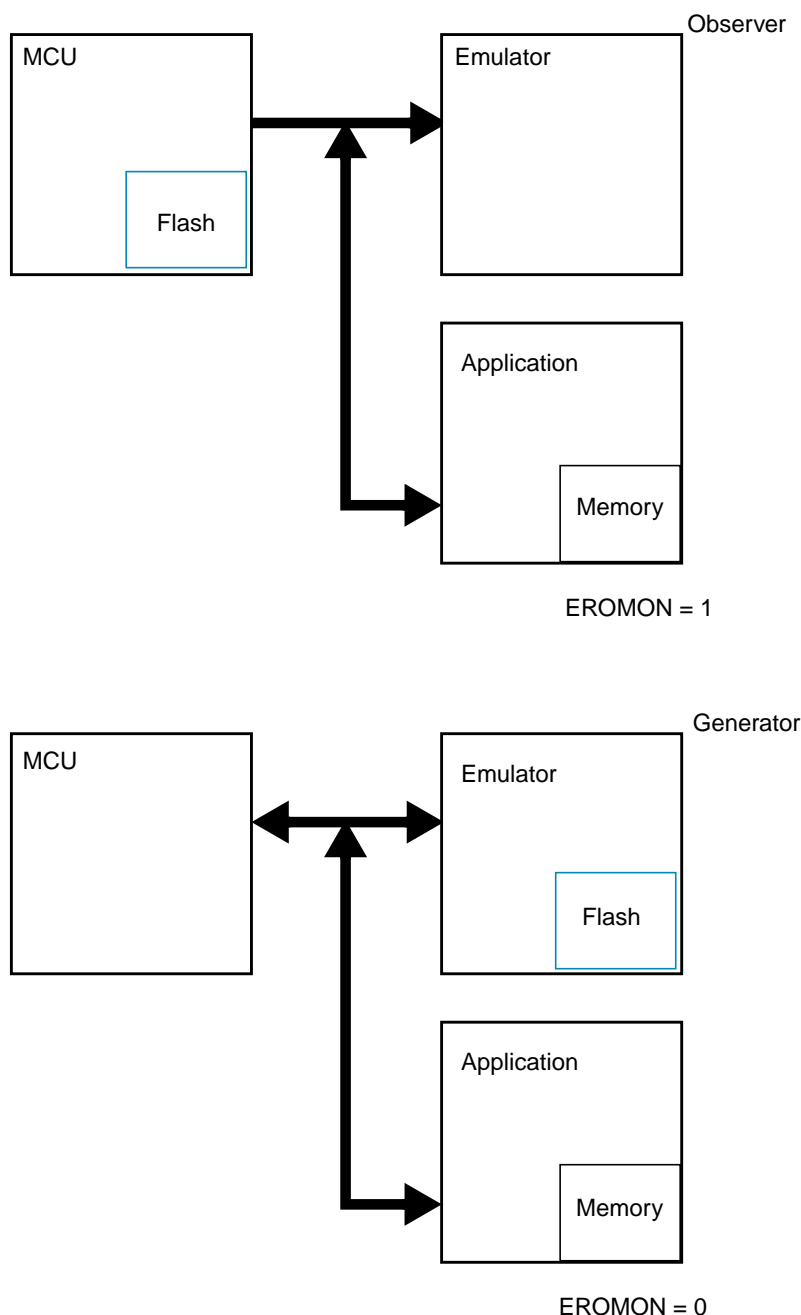 Observer
MCU
Emulator
Flash
Application
Memory
EROMON = 1
Generator
MCU
Emulator
Flash
Application
Memory
EROMON = 0